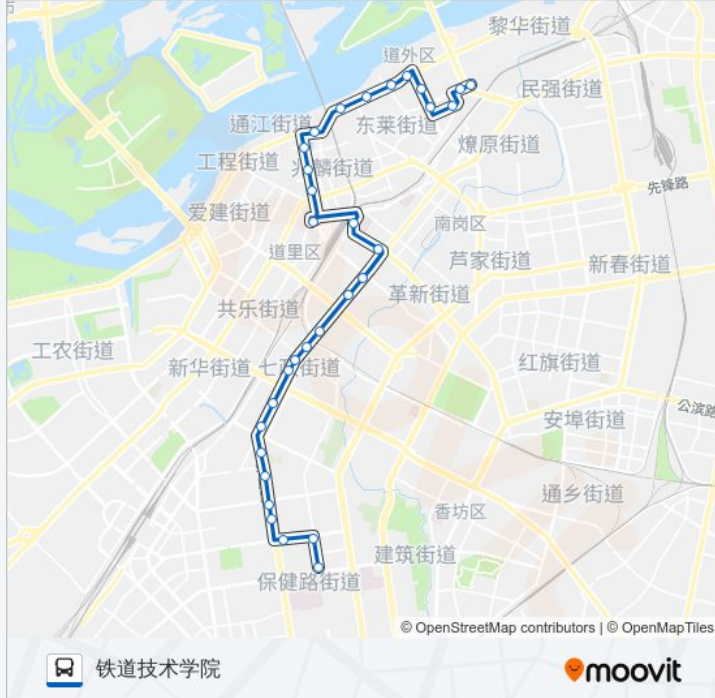 黎华街道
道外区
民强街道
通江街道
东莱街道
燎原街道
工程街道
兆麟街道
先锋路
爱建街道
南岗区
道里区
芦家街道
新春街道
革新街道
共乐街道
工农街道
新华街道
七政街道
红旗街道
公滨路
安埠街道
通乡街道
香坊区
建筑街道
保健路街道
© OpenStreetMap contributors | © OpenMapTiles
铁道技术学院
moovit